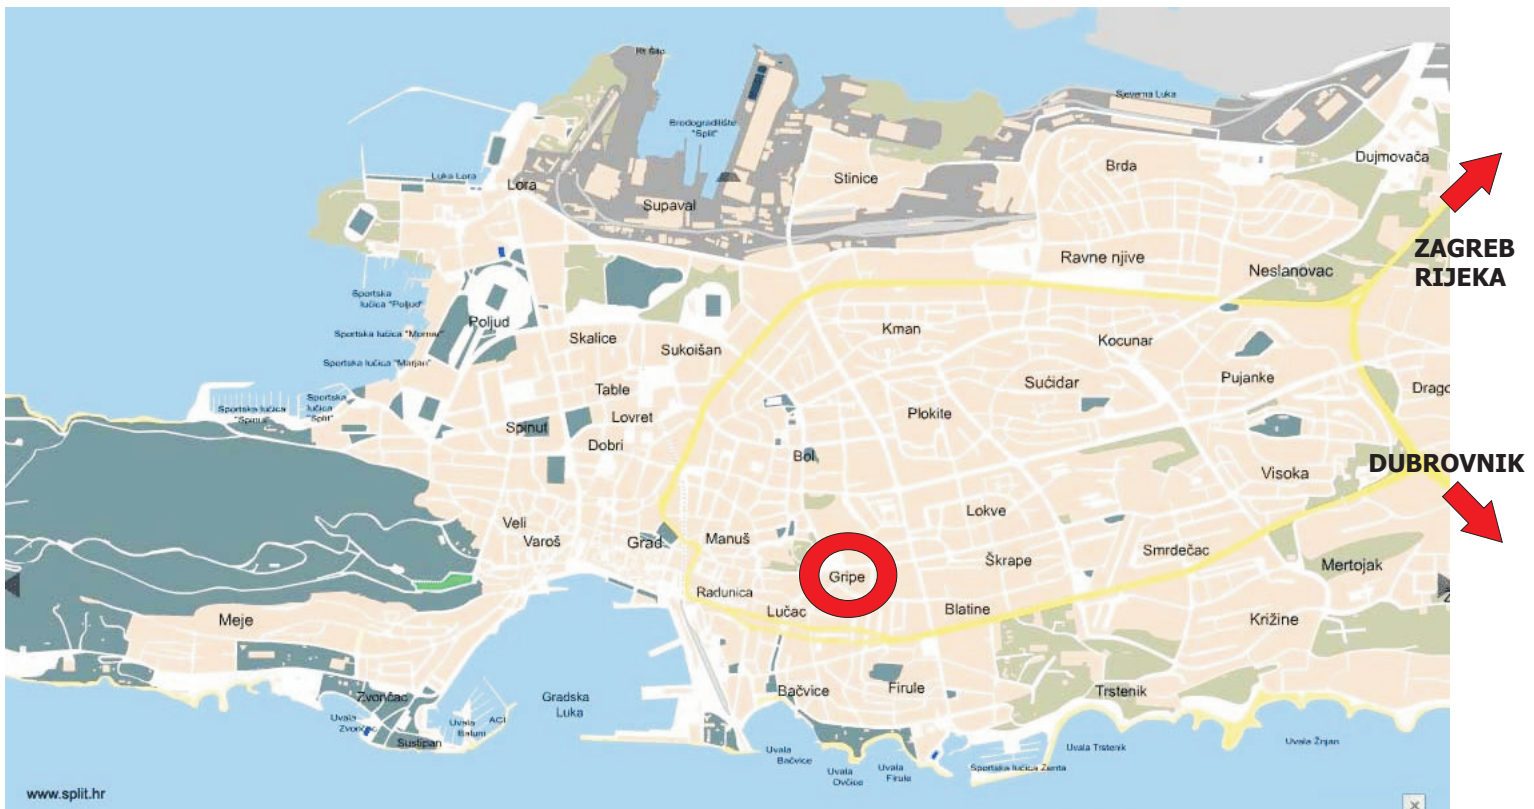 Rt Šilo
Sjeverna Luka
Brodogradilište
"Split"
Dujmovača
Brda
Stinice
Luka Lora
Lora
Supaval
ZAGREB
RIJEKA
Ravne njive
Neslanovac
Sportska
lučica "Poljud"
Poljud
Sportska lučica "Mornar"
Skalice
Sukoišan
Kman
Kocunar
Sportska lučica "Marjan"
Sućidar
Pujanke
Drago
Table
Lovret
Plokite
Sportska lučica
"Spinut"
Sportska
lučica
"Split"
Spinut
Dobri
Bol
Visoka
DUBROVNIK
Lokve
Veli
Varoš
Grad
Manuš
Smrdečac
Škrape
Mertojak
Gripe
Radunica
Lučac
Blatine
Ž
Meje
Križine
Zvončac
Gradska
Luka
Bačvice
Firule
Trstenik
Uvala
Zvončac
Uvala
Baluni
ACI
Sustipan
Uvala
Bačvice
Uvala
Ovčice
Uvala
Firule
Sportska lučica Zenta
Uvala Trstenik
Uvala Žnjan
www.split.hr